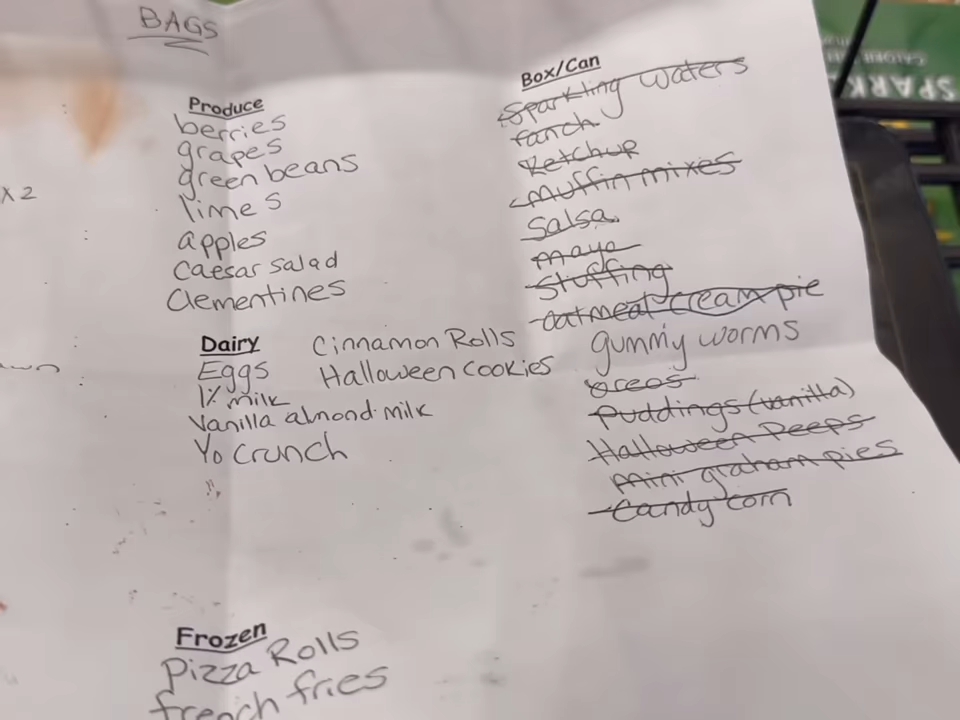 BAGS
Produce
berries
grapes
green beans
limes
apples
Caesar salad
Clementines
x 2
Dairy
Eggs
1% milk
Vanilla almond milk
Yo Crunch
Cinnamon Rolls
Halloween cookies
Box/Can
Sparkling waters
ranch
Ketchup
muffin mixes
Salsa
mayo
Stuffing
oatmeal cream pie
gummy worms
oreos
puddings (vanilla)
Halloween Peeps
mini graham pies
Candy corn
Frozen
Pizza Rolls
french fries
SPARK